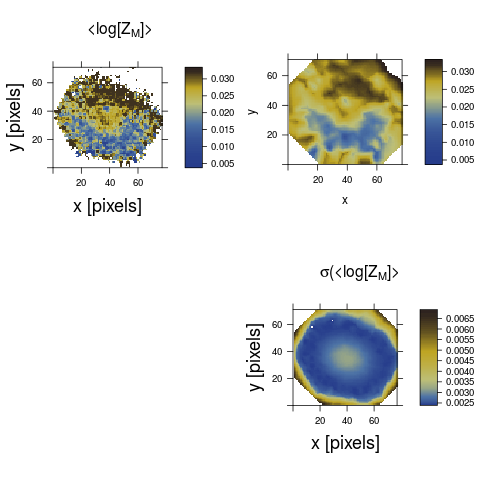 <log[Z_M]>
60
40
20
20 40 60
x [pixels]
y [pixels]
0.030
0.025
0.020
0.015
0.010
0.005
60
40
20
20 40 60
x
y
0.030
0.025
0.020
0.015
0.010
0.005
σ(<log[Z_M]>
60
40
20
20 40 60
x [pixels]
y [pixels]
0.0065
0.0060
0.0055
0.0050
0.0045
0.0040
0.0035
0.0030
0.0025